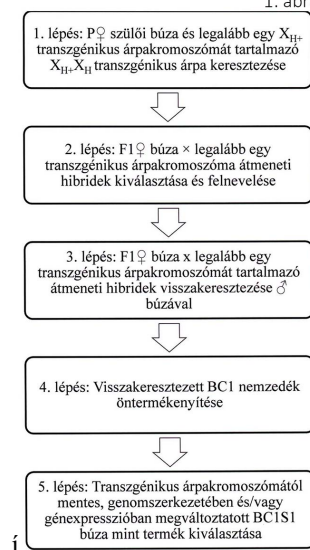 1. ábr
1. lépés: P♀ szülői búza és legalább egy X_H+
transzgénikus árpakromoszómát tartalmazó
X_H+X_H transzgénikus árpa keresztezése
2. lépés: F1♀ búza × legalább egy
transzgénikus árpakromoszóma átmeneti
hibridek kiválasztása és felnevelése
3. lépés: F1♀ búza x legalább egy
transzgénikus árpakromoszómát tartalmazó
átmeneti hibridek visszakeresztezése ♂
búzával
4. lépés: Visszakeresztezett BC1 nemzedék
öntermékenyítése
5. lépés: Transzgénikus árpakromoszómától
mentes, genomszerkezetében és/vagy
génexpresszióban megváltoztatott BC1S1
búza mint termék kiválasztása
í